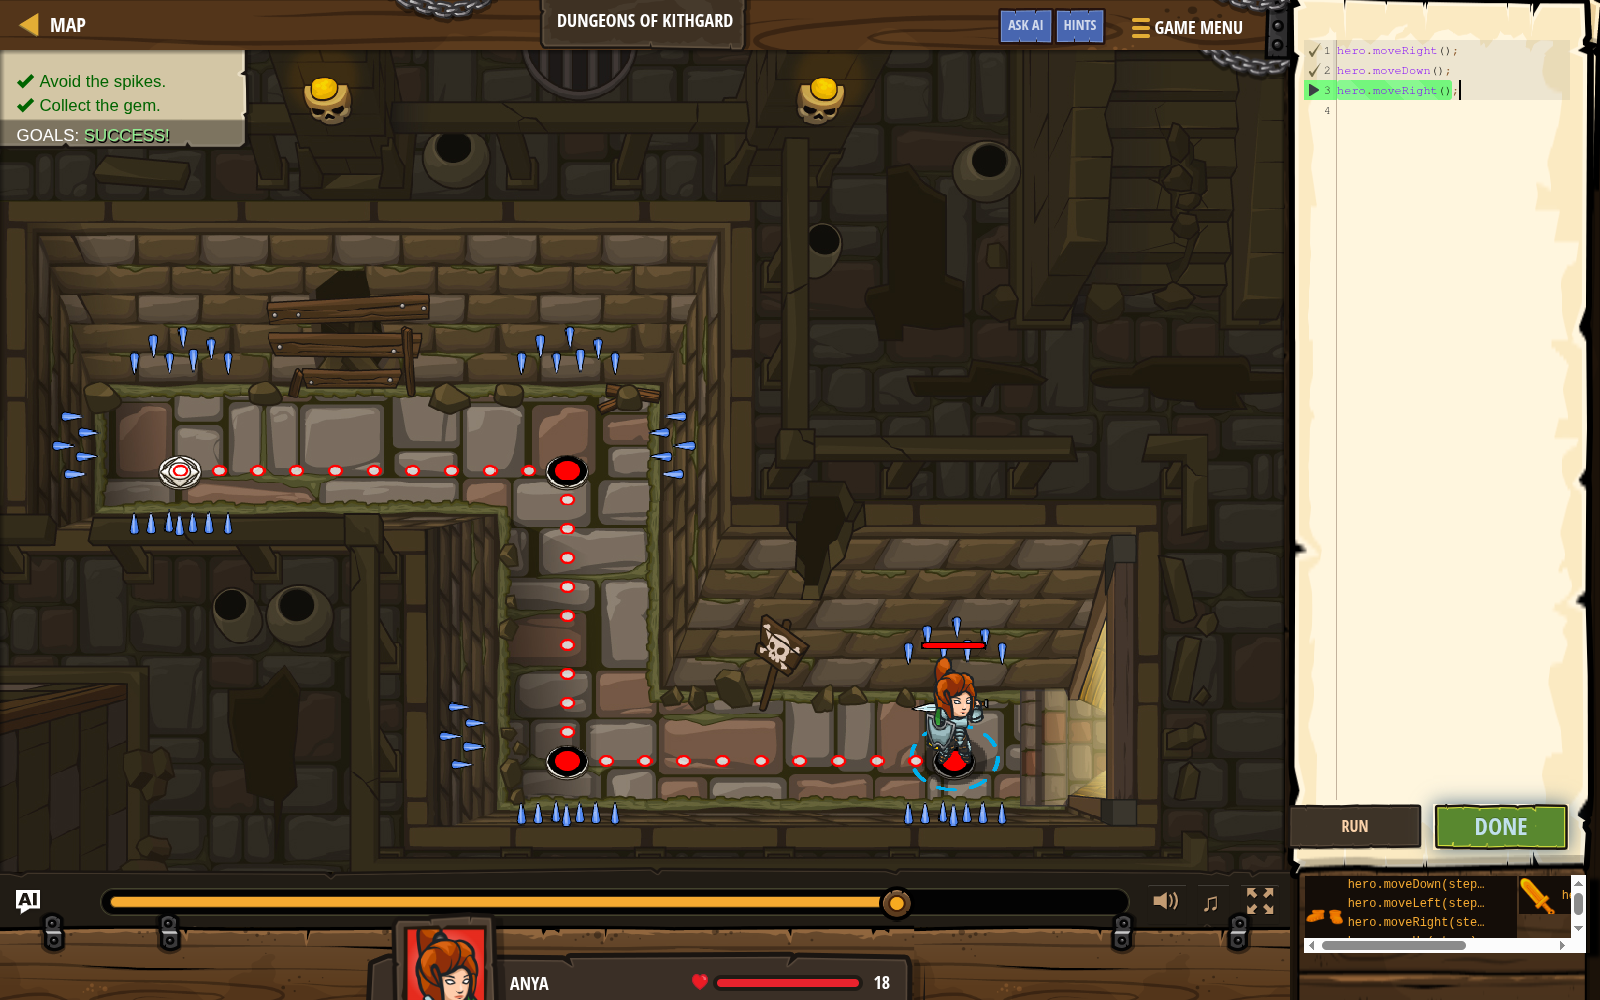 Map
DUNGEONS OF KITHGARD
ASK AI
HINTS
GAME MENU
Avoid the spikes.
Collect the gem.
GOALS: SUCCESS!
1 hero.moveRight();
2 hero.moveDown();
3 hero.moveRight();
4
RUN
DONE
hero.moveDown(step
hero.moveLeft(step
hero.moveRight(ste
AI
ANYA
18